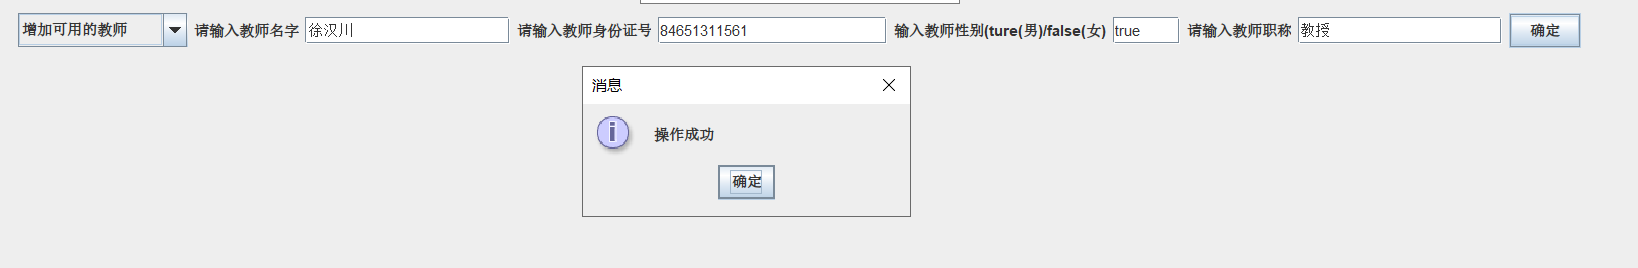 增加可用的教师 请输入教师名字 徐汉川 请输入教师身份证号 84651311561 输入教师性别(ture(男)/false(女) true 请输入教师职称 教授 确定
消息
操作成功
确定